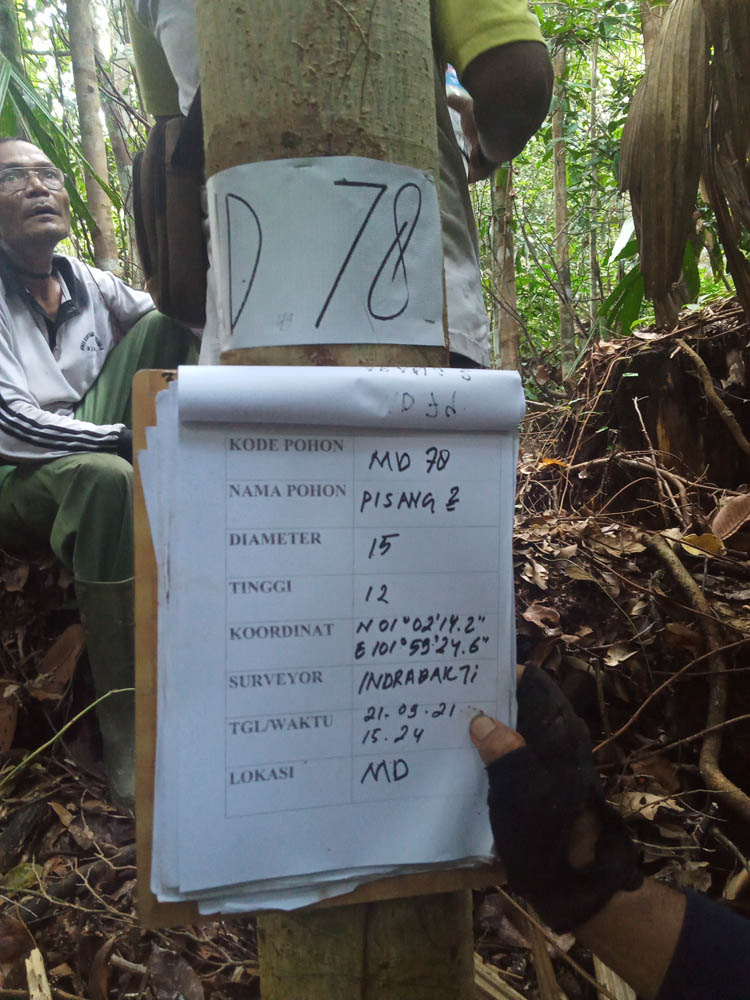 D 78
KODE POHON MD 78
NAMA POHON PISANG 2
DIAMETER 15
TINGGI 12
KOORDINAT N 01°02'14.2"
E 101°59'24.6"
SURVEYOR INDRABAKTi
TGL/WAKTU 21.09.21
15.24
LOKASI MD